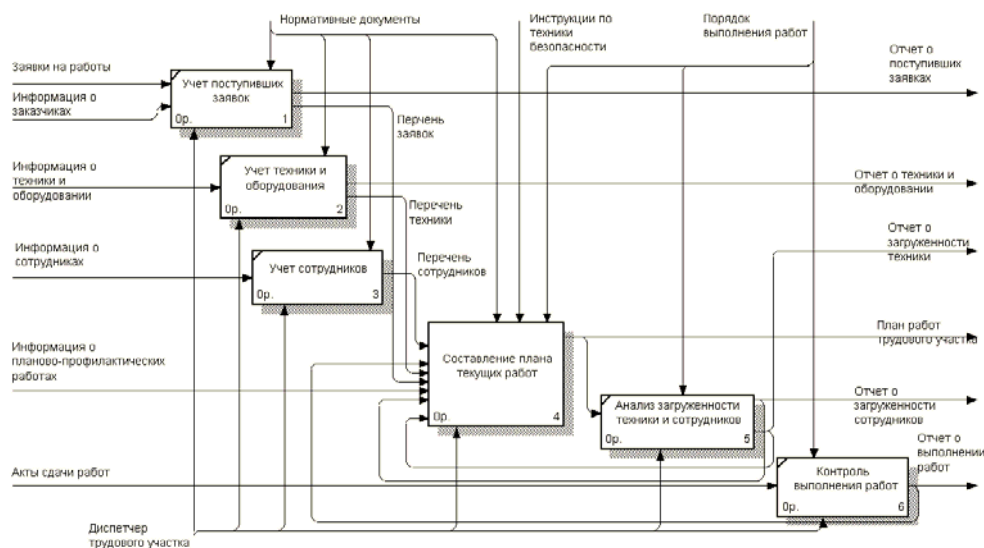 Нормативные документы
Инструкции по
техники
безопасности
Порядок
выполнения работ
Отчет о
поступивших
заявках
Заявки на работы
Информация о
заказчиках
Учет поступивших
заявок
0р.
1
Перчень
заявок
Информация о
техники и
оборудовании
Учет техники и
оборудования
0р.
2
Отчет о техники и
оборудовании
Перечень
техники
Отчет о
загруженности
техники
Информация о
сотрудниках
Учет сотрудников
0р.
3
Перечень
сотрудников
План работ
трудового участка
Информация о
планово-профилактических
работах
Составление плана
текущих работ
0р.
4
Отчет о
загруженности
сотрудников
Анализ загруженности
техники и сотрудников
0р.
5
Отчет о
выполнении
работ
Акты сдачи работ
Контроль
выполнения работ
0р.
6
Диспетчер
трудового участка